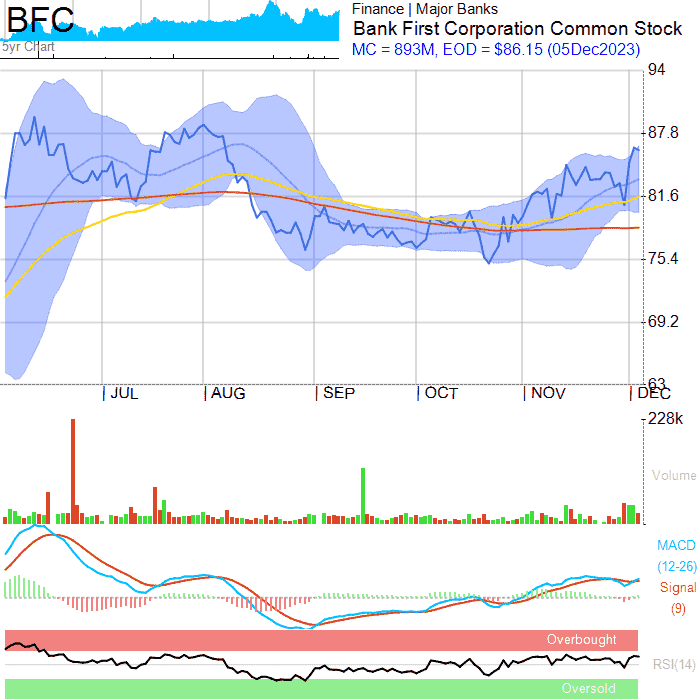 BFC
5yr Chart
Finance | Major Banks
Bank First Corporation Common Stock
MC = 893M, EOD = $86.15 (05Dec2023)
94
87.8
81.6
75.4
69.2
63
JUL AUG SEP OCT NOV DEC
228k
Volume
MACD
(12-26)
Signal
(9)
Overbought
RSI(14)
Oversold